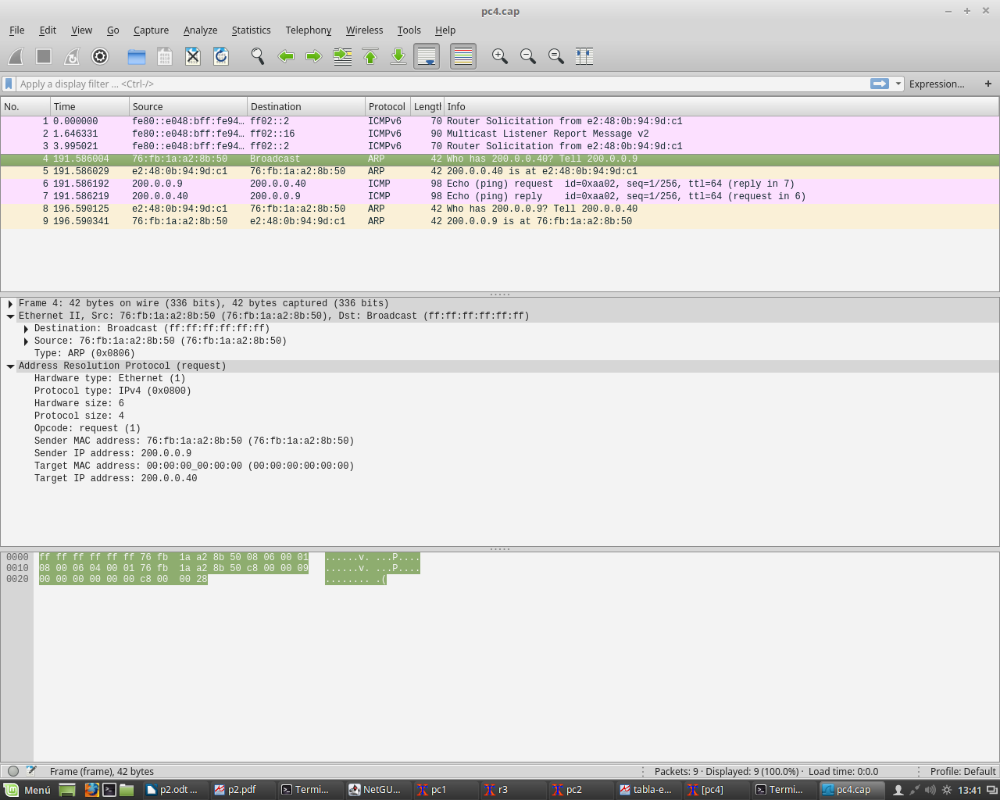 pc4.cap
File Edit View Go Capture Analyze Statistics Telephony Wireless Tools Help
Apply a display filter ... <Ctrl-/> Expression... +
No. Time Source Destination Protocol Length Info
1 0.000000 fe80::e048:bff:fe94... ff02::2 ICMPv6 70 Router Solicitation from e2:48:0b:94:9d:c1
2 1.646331 fe80::e048:bff:fe94... ff02::16 ICMPv6 90 Multicast Listener Report Message v2
3 3.995021 fe80::e048:bff:fe94... ff02::2 ICMPv6 70 Router Solicitation from e2:48:0b:94:9d:c1
4 191.586004 76:fb:1a:a2:8b:50 Broadcast ARP 42 Who has 200.0.0.40? Tell 200.0.0.9
5 191.586029 e2:48:0b:94:9d:c1 76:fb:1a:a2:8b:50 ARP 42 200.0.0.40 is at e2:48:0b:94:9d:c1
6 191.586192 200.0.0.9 200.0.0.40 ICMP 98 Echo (ping) request id=0xaa02, seq=1/256, ttl=64 (reply in 7)
7 191.586219 200.0.0.40 200.0.0.9 ICMP 98 Echo (ping) reply id=0xaa02, seq=1/256, ttl=64 (request in 6)
8 196.590125 e2:48:0b:94:9d:c1 76:fb:1a:a2:8b:50 ARP 42 Who has 200.0.0.9? Tell 200.0.0.40
9 196.590341 76:fb:1a:a2:8b:50 e2:48:0b:94:9d:c1 ARP 42 200.0.0.9 is at 76:fb:1a:a2:8b:50
Frame 4: 42 bytes on wire (336 bits), 42 bytes captured (336 bits)
Ethernet II, Src: 76:fb:1a:a2:8b:50 (76:fb:1a:a2:8b:50), Dst: Broadcast (ff:ff:ff:ff:ff:ff)
Destination: Broadcast (ff:ff:ff:ff:ff:ff)
Source: 76:fb:1a:a2:8b:50 (76:fb:1a:a2:8b:50)
Type: ARP (0x0806)
Address Resolution Protocol (request)
Hardware type: Ethernet (1)
Protocol type: IPv4 (0x0800)
Hardware size: 6
Protocol size: 4
Opcode: request (1)
Sender MAC address: 76:fb:1a:a2:8b:50 (76:fb:1a:a2:8b:50)
Sender IP address: 200.0.0.9
Target MAC address: 00:00:00_00:00:00 (00:00:00:00:00:00)
Target IP address: 200.0.0.40
0000 ff ff ff ff ff ff 76 fb 1a a2 8b 50 08 06 00 01 ......v. ...P....
0010 08 00 06 04 00 01 76 fb 1a a2 8b 50 c8 00 00 09 ......v. ...P....
0020 00 00 00 00 00 00 c8 00 00 28 ........ .(
Frame (frame), 42 bytes Packets: 9 · Displayed: 9 (100.0%) · Load time: 0:0.0 Profile: Default
Menú p2.odt ... p2.pdf Termi... NetGU... pc1 r3 pc2 tabla-e... [pc4] Termi... pc4.cap 13:41